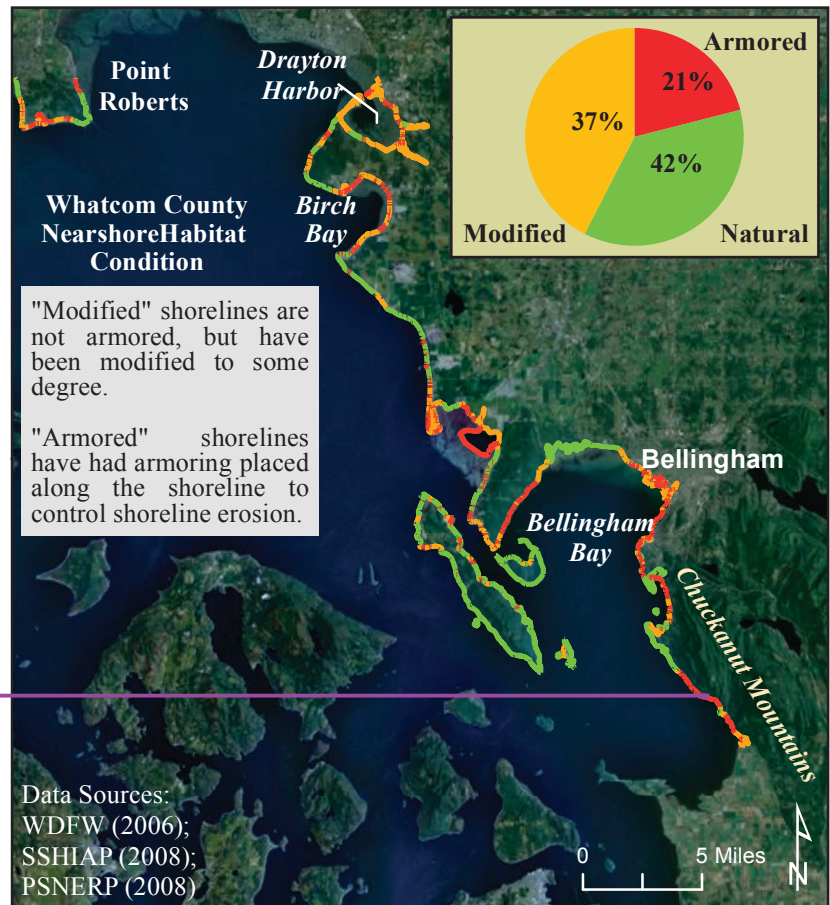 Point
Roberts
Drayton
Harbor
Armored
21%
37%
42%
Modified
Natural
Whatcom County
NearshoreHabitat
Condition
Birch
Bay
"Modified" shorelines are
not armored, but have
been modified to some
degree.
"Armored" shorelines
have had armoring placed
along the shoreline to
control shoreline erosion.
Bellingham
Bellingham
Bay
Chuckanut Mountains
Data Sources:
WDFW (2006);
SSHIAP (2008);
PSNERP (2008)
0 5 Miles
N